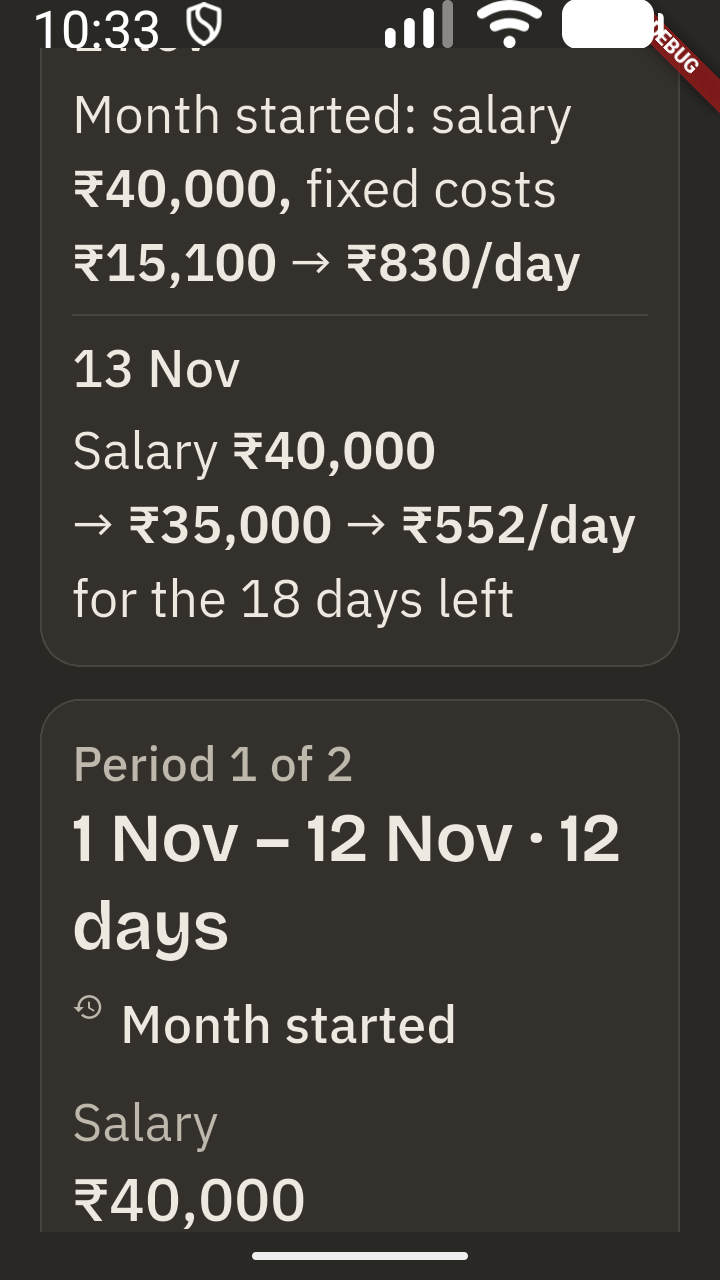 10:33
DEBUG
Month started: salary
₹40,000, fixed costs
₹15,100 → ₹830/day
13 Nov
Salary ₹40,000
→ ₹35,000 → ₹552/day
for the 18 days left
Period 1 of 2
1 Nov – 12 Nov · 12
days
Month started
Salary
₹40,000